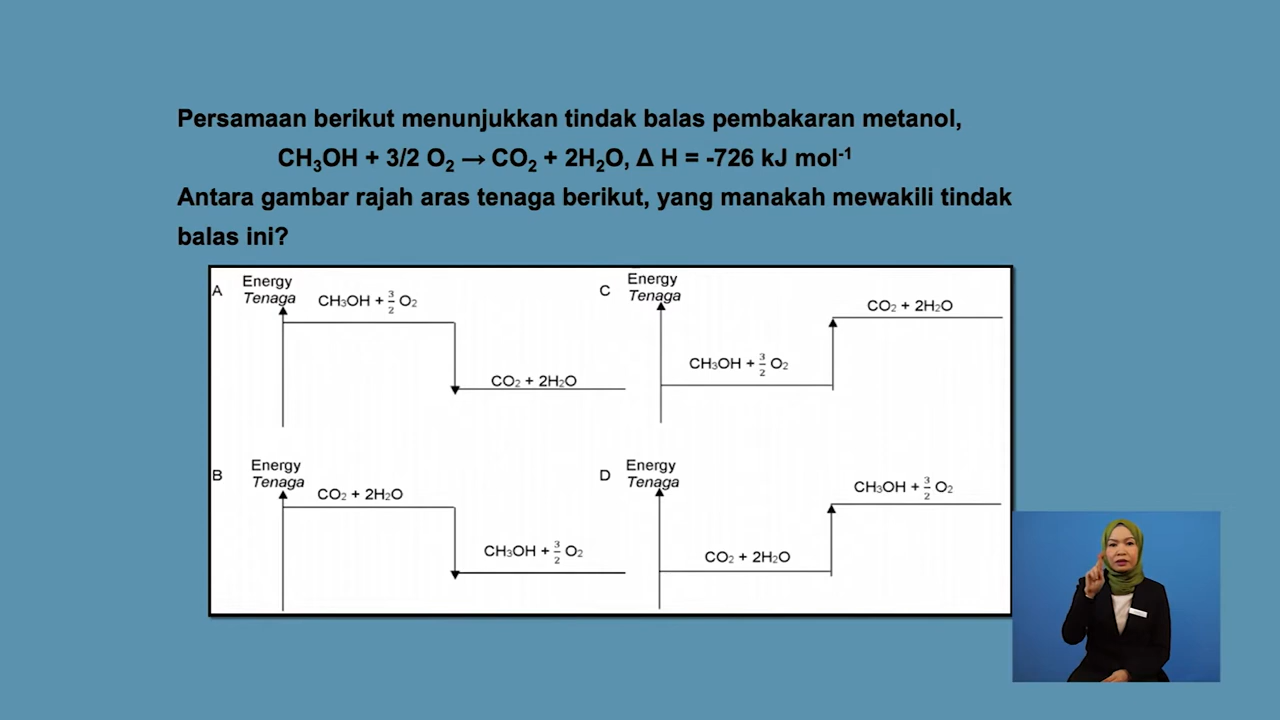 Persamaan berikut menunjukkan tindak balas pembakaran metanol,
CH₃OH + 3/2 O₂ → CO₂ + 2H₂O, Δ H = -726 kJ mol⁻¹
Antara gambar rajah aras tenaga berikut, yang manakah mewakili tindak
balas ini?
A
Energy
Tenaga
CH₃OH + 3/2 O₂
CO₂ + 2H₂O
C
Energy
Tenaga
CH₃OH + 3/2 O₂
CO₂ + 2H₂O
B
Energy
Tenaga
CO₂ + 2H₂O
CH₃OH + 3/2 O₂
D
Energy
Tenaga
CO₂ + 2H₂O
CH₃OH + 3/2 O₂